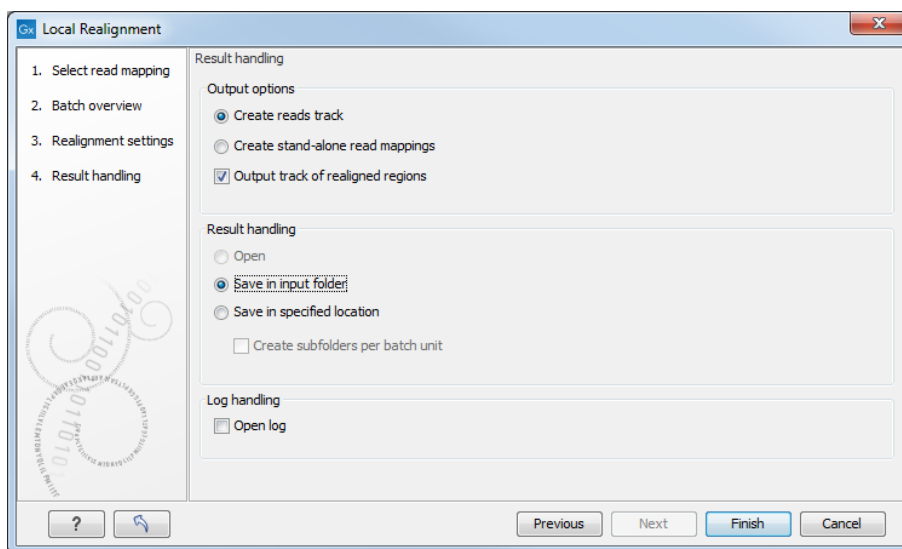 Gx Local Realignment
1. Select read mapping
2. Batch overview
3. Realignment settings
4. Result handling
Result handling
Output options
Create reads track
Create stand-alone read mappings
Output track of realigned regions
Result handling
Open
Save in input folder
Save in specified location
Create subfolders per batch unit
Log handling
Open log
?
Previous
Next
Finish
Cancel